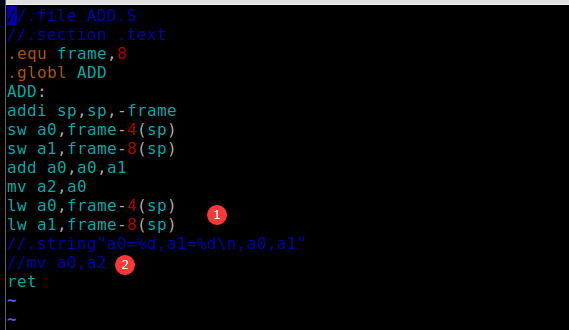 //.file ADD.S
//.section .text
.equ frame,8
.globl ADD
ADD:
addi sp,sp,-frame
sw a0,frame-4(sp)
sw a1,frame-8(sp)
add a0,a0,a1
mv a2,a0
lw a0,frame-4(sp)
1
lw a1,frame-8(sp)
//.string"a0=%d,a1=%d\n,a0,a1"
//mv a0,a2 2
ret
~
~